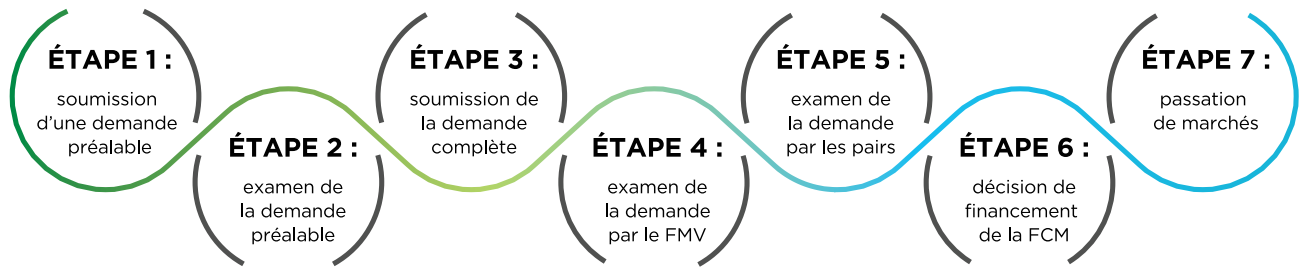 ÉTAPE 1 :
soumission
d'une demande
préalable
ÉTAPE 2 :
examen de
la demande
préalable
ÉTAPE 3 :
soumission de
la demande
complète
ÉTAPE 4 :
examen de
la demande
par le FMV
ÉTAPE 5 :
examen de
la demande
par les pairs
ÉTAPE 6 :
décision de
financement
de la FCM
ÉTAPE 7 :
passation
de marchés